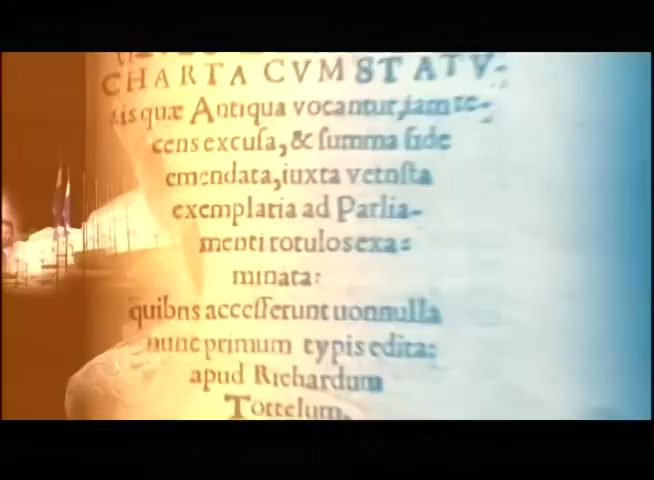 CHARTA CVM STATV-
tis quæ Antiqua vocantur, iam re-
cens excusa, & summa fide
emendata, iuxta vetusta
exemplaria ad Parlia-
menti rotulos exa-
minata:
quibus accesserunt nonnulla
nunc primum typis edita:
apud Richardum
Tottelum.